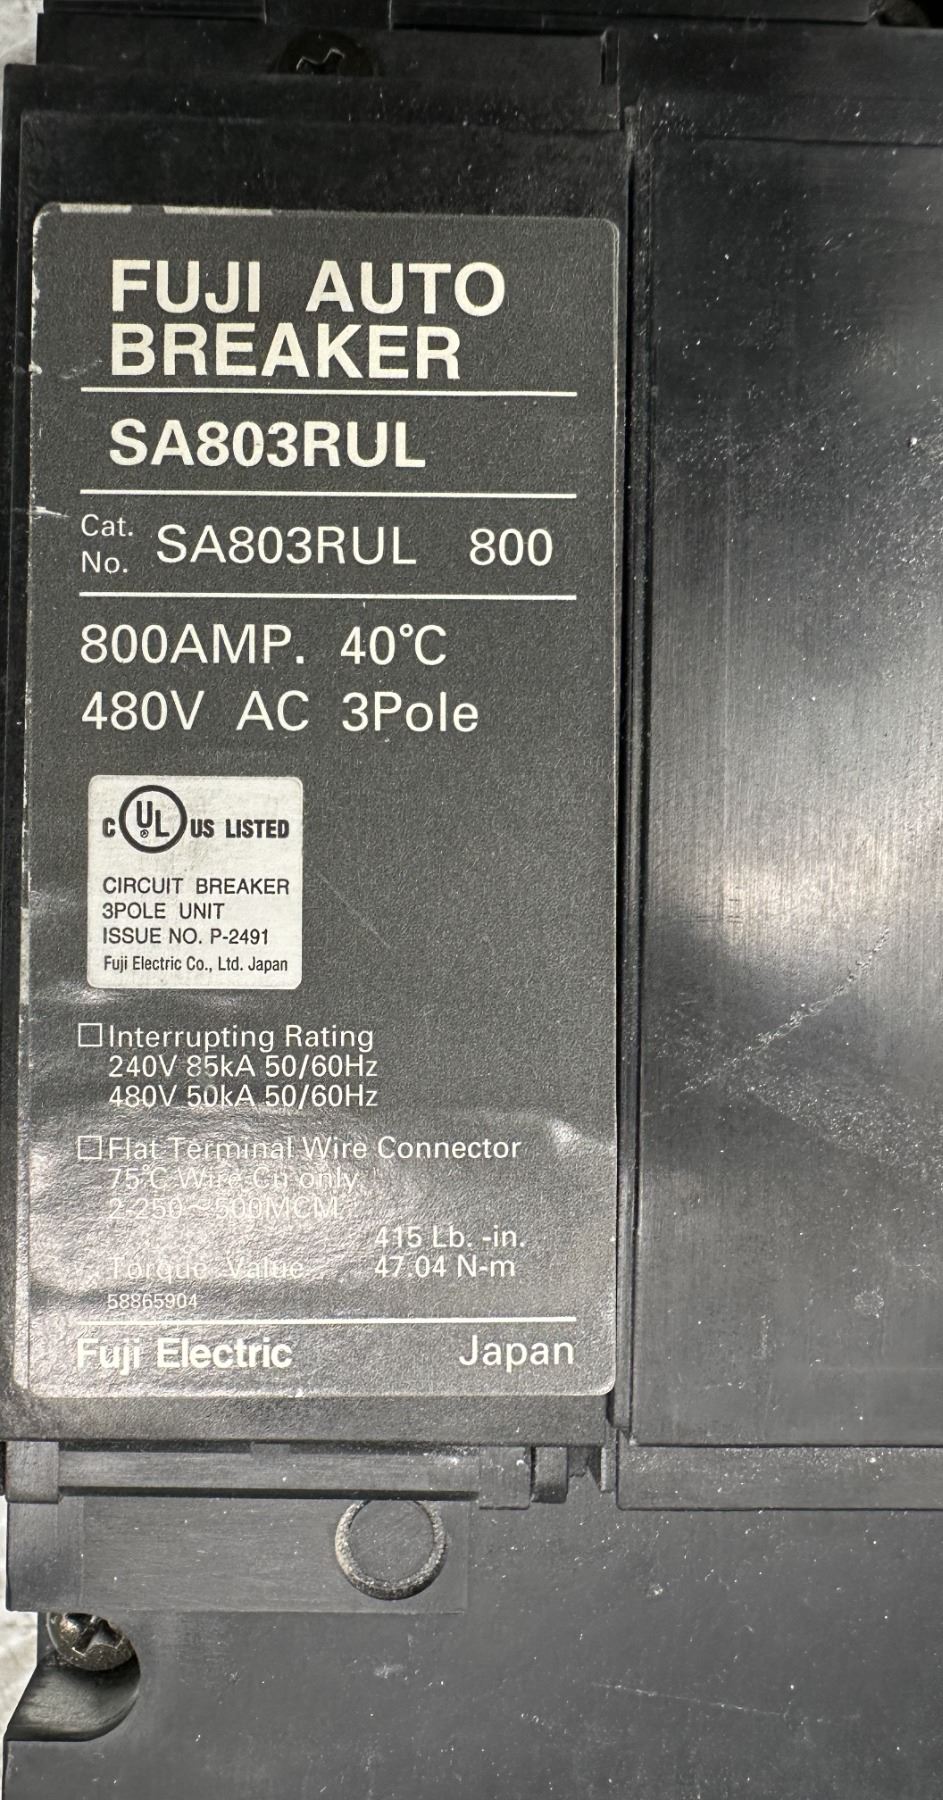 FUJI AUTO
BREAKER
SA803RUL
Cat.
No. SA803RUL 800
800AMP. 40℃
480V AC 3Pole
C UL ® US LISTED
CIRCUIT BREAKER
3POLE UNIT
ISSUE NO. P-2491
Fuji Electric Co., Ltd. Japan
□Interrupting Rating
240V 85kA 50/60Hz
480V 50kA 50/60Hz
□Flat Terminal Wire Connector
75℃ Wire Cu only
2-250~500MCM
415 Lb. -in.
Torque Value 47.04 N-m
58865904
Fuji Electric Japan